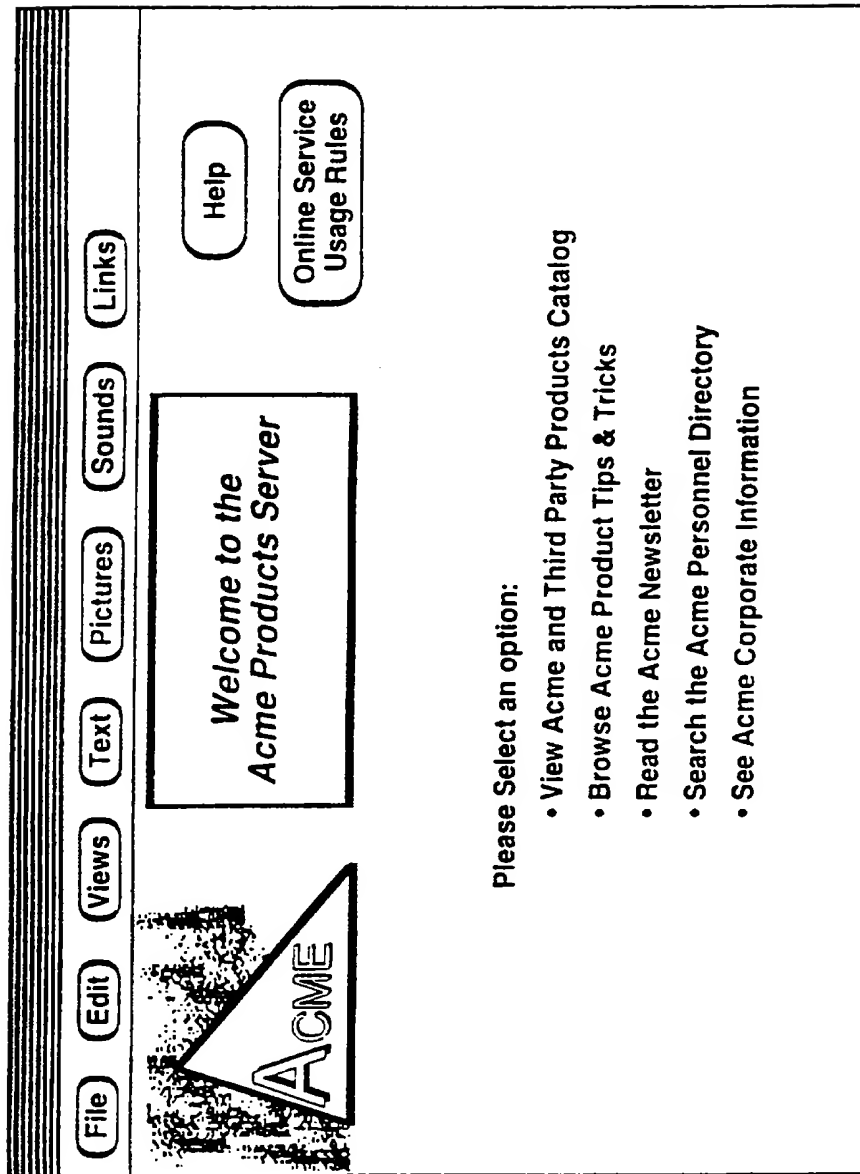 File Edit Views Text Pictures Sounds Links
ACME
Welcome to the
Acme Products Server
Help
Online Service
Usage Rules
Please Select an option:
• View Acme and Third Party Products Catalog
• Browse Acme Product Tips & Tricks
• Read the Acme Newsletter
• Search the Acme Personnel Directory
• See Acme Corporate Information